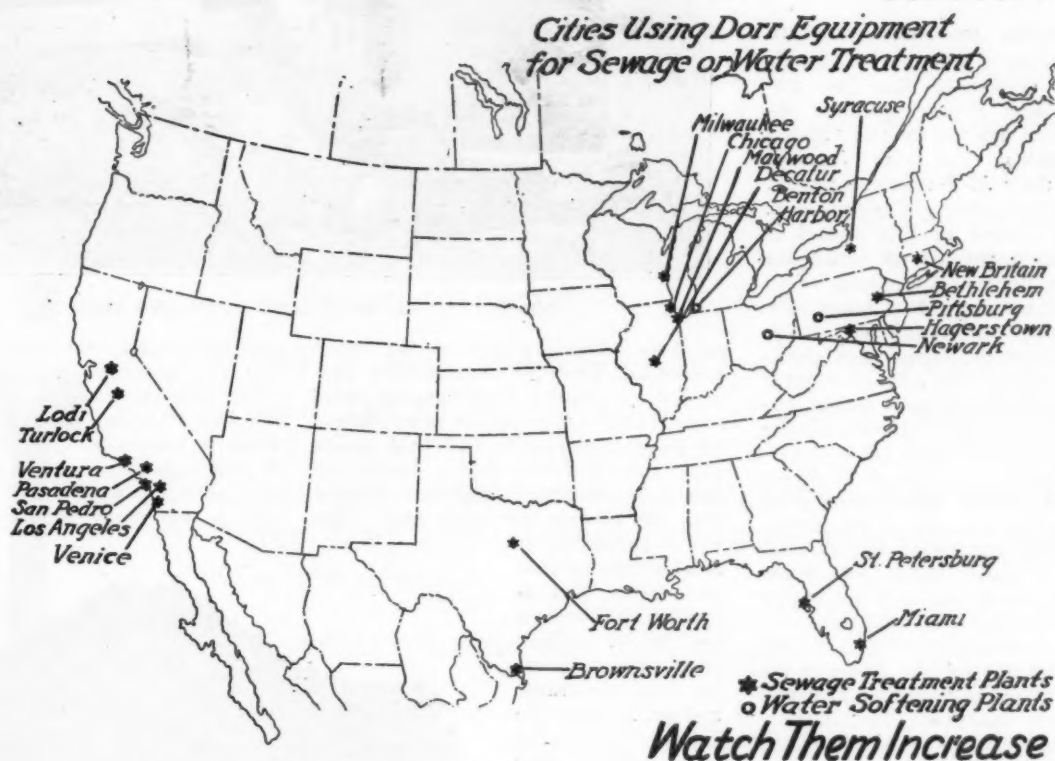 Cities Using Dorr Equipment
for Sewage or Water Treatment
Syracuse
Milwaukee
Chicago
Maywood
Decatur
Benton
Harbor
New Britain
Bethlehem
Pittsburg
Hagerstown
Newark
Lodi
Turlock
Ventura
Pasadena
San Pedro
Los Angeles
Venice
St. Petersburg
Fort Worth
Miami
Brownsville
Sewage Treatment Plants
Water Softening Plants
Watch Them Increase